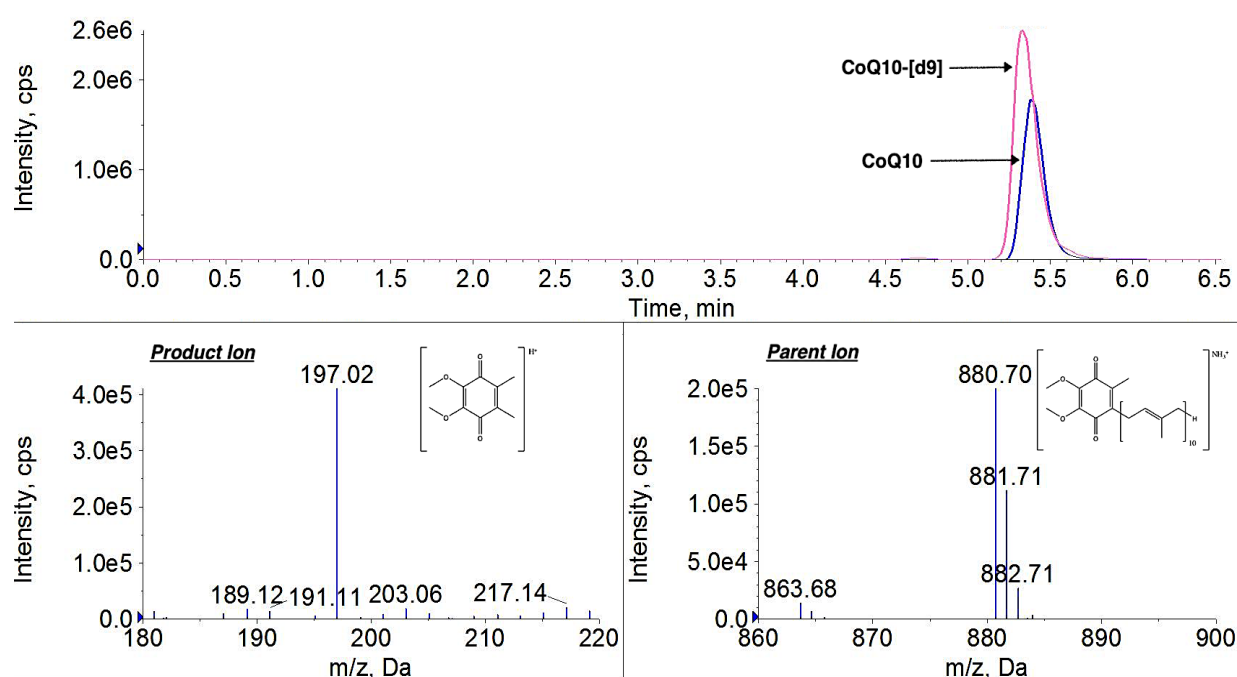 Intensity, cps
2.6e6
2.0e6
1.0e6
0.0
CoQ10-[d9]
CoQ10
0.0 0.5 1.0 1.5 2.0 2.5 3.0 3.5 4.0 4.5 5.0 5.5 6.0 6.5
Time, min
Product Ion
Intensity, cps
4.0e5
3.0e5
2.0e5
1.0e5
0.0
197.02
189.12 191.11 203.06 217.14
O
O
O
O
H⁺
180 190 200 210 220
m/z, Da
Parent Ion
Intensity, cps
2.0e5
1.5e5
1.0e5
5.0e4
0.0
880.70
881.71
882.71
863.68
O
O
O
O
H
10
860 870 880 890 900
m/z, Da